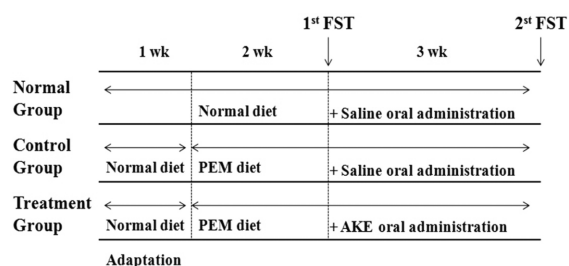 1st FST 2nd FST
1 wk 2 wk 3 wk
Normal
Group Normal diet + Saline oral administration
Control
Group Normal diet PEM diet + Saline oral administration
Treatment
Group Normal diet PEM diet + AKE oral administration
Adaptation